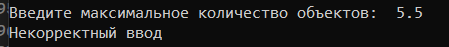 Введите максимальное количество объектов:  5.5
Некорректный ввод